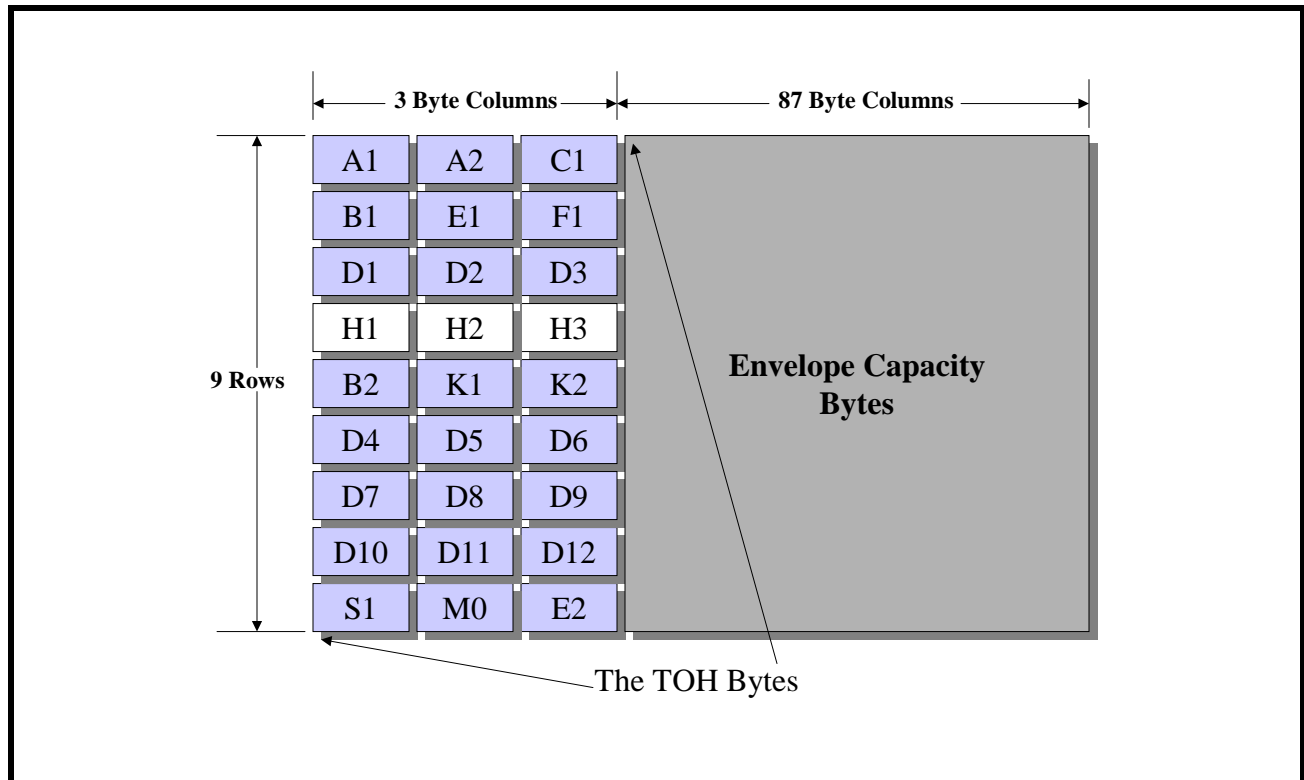 3 Byte Columns
87 Byte Columns
A1 A2 C1
B1 E1 F1
D1 D2 D3
H1 H2 H3
9 Rows
B2 K1 K2
D4 D5 D6
D7 D8 D9
D10 D11 D12
S1 M0 E2
Envelope Capacity
Bytes
The TOH Bytes